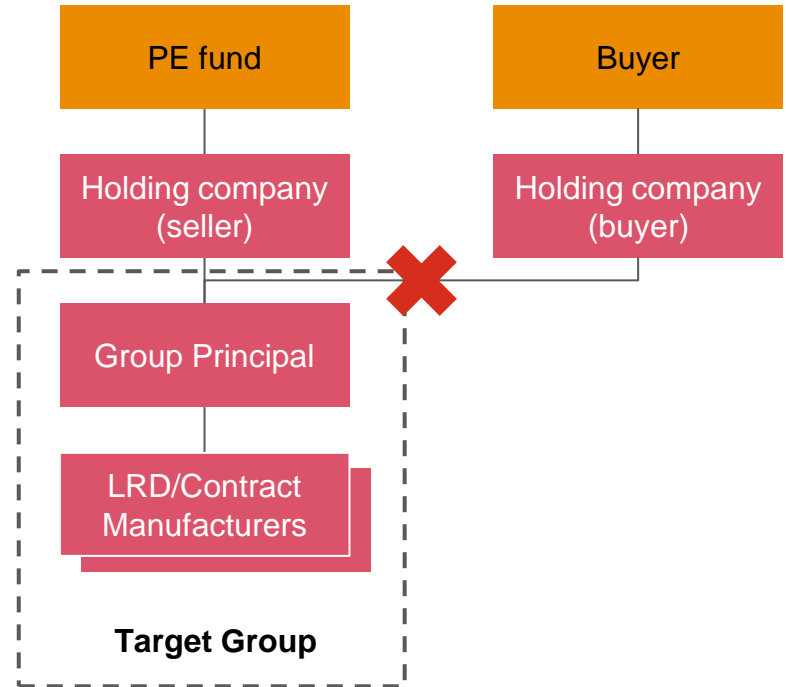 PE fund
Buyer
Holding company
(seller)
Holding company
(buyer)
Group Principal
LRD/Contract
Manufacturers
Target Group